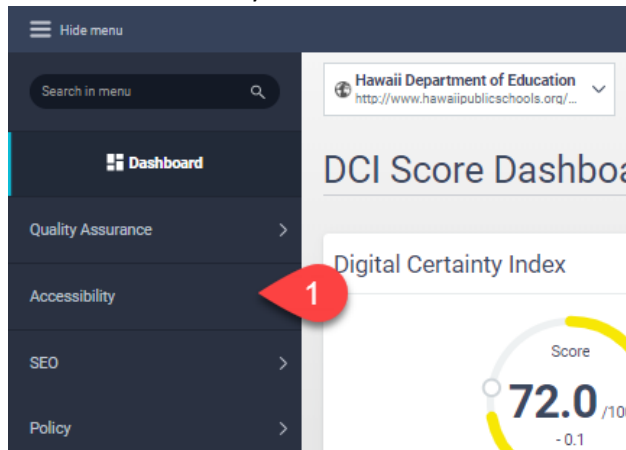 Hide menu
Search in menu
Hawaii Department of Education
http://www.hawaiipublicschools.org/...
Dashboard
DCI Score Dashboa
Quality Assurance
Digital Certainty Index
Accessibility
1
SEO
Score
72.0 /100
- 0.1
Policy